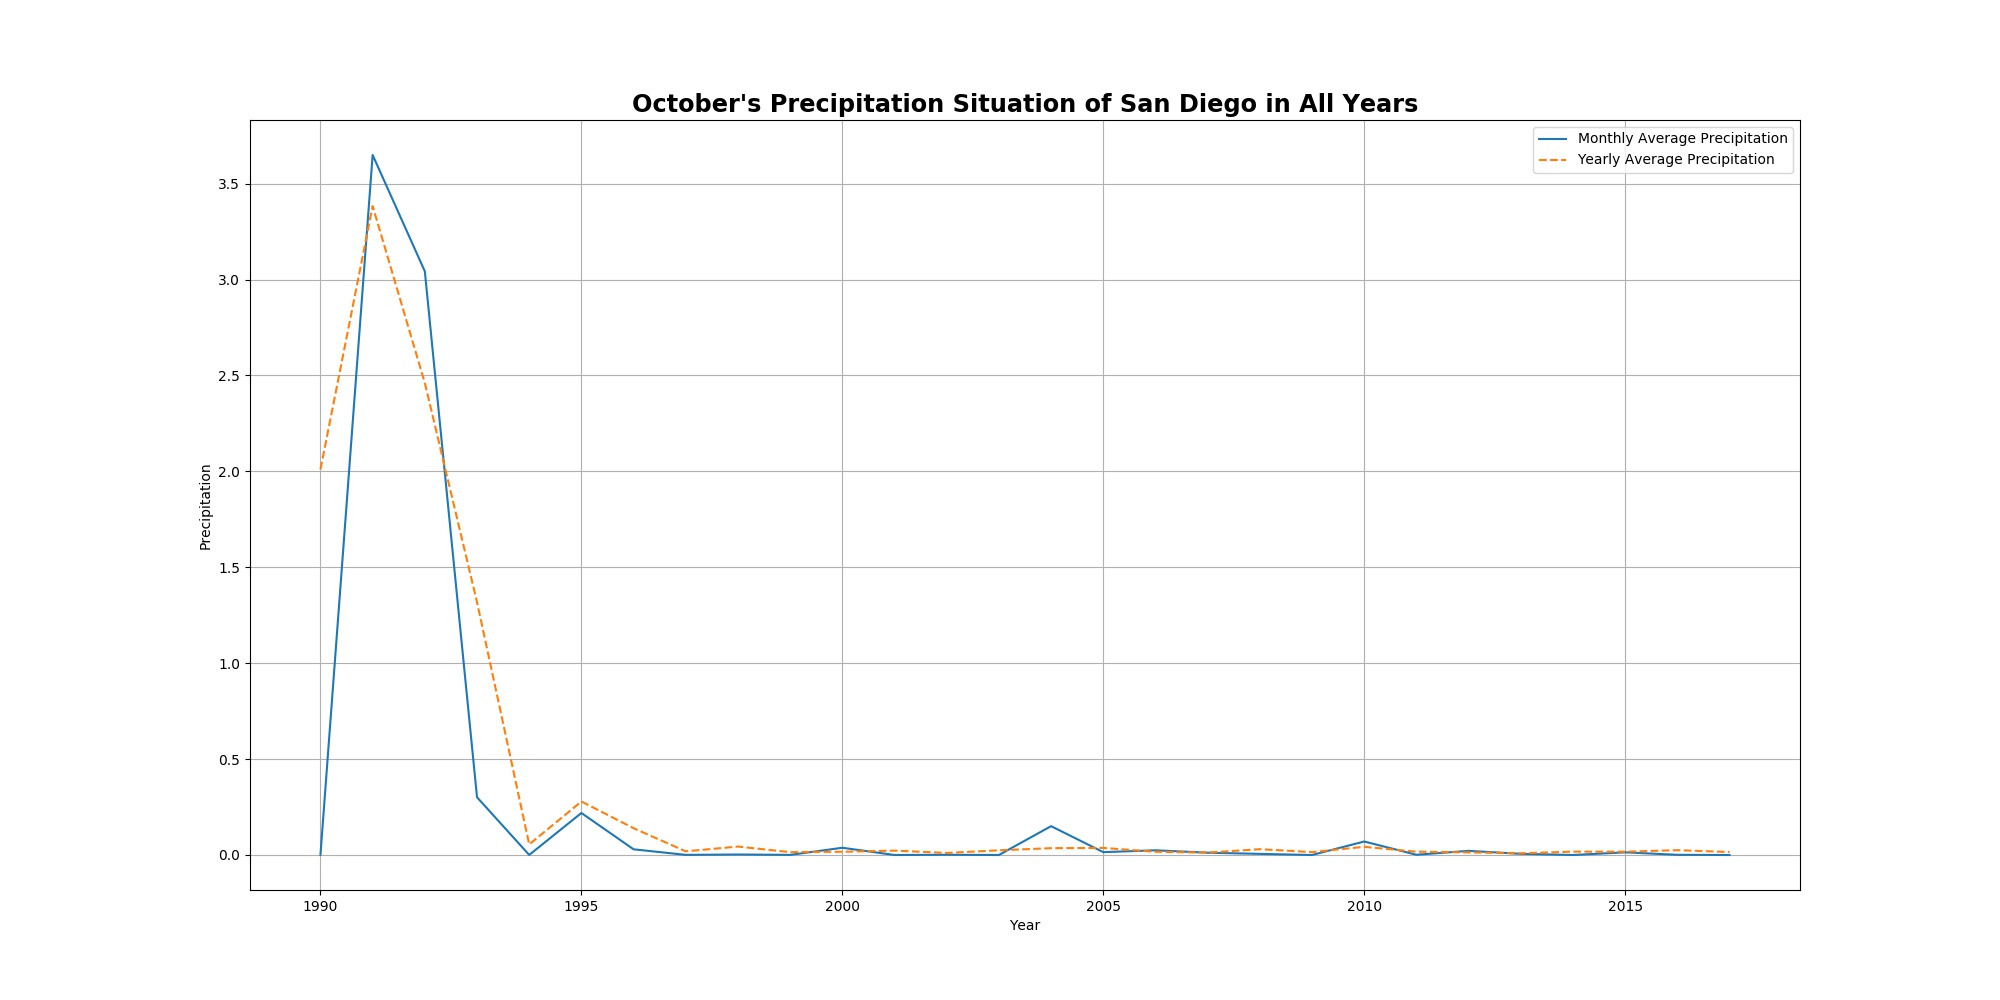 October's Precipitation Situation of San Diego in All Years
Monthly Average Precipitation
Yearly Average Precipitation
Precipitation
3.5
3.0
2.5
2.0
1.5
1.0
0.5
0.0
1990 1995 2000 2005 2010 2015
Year